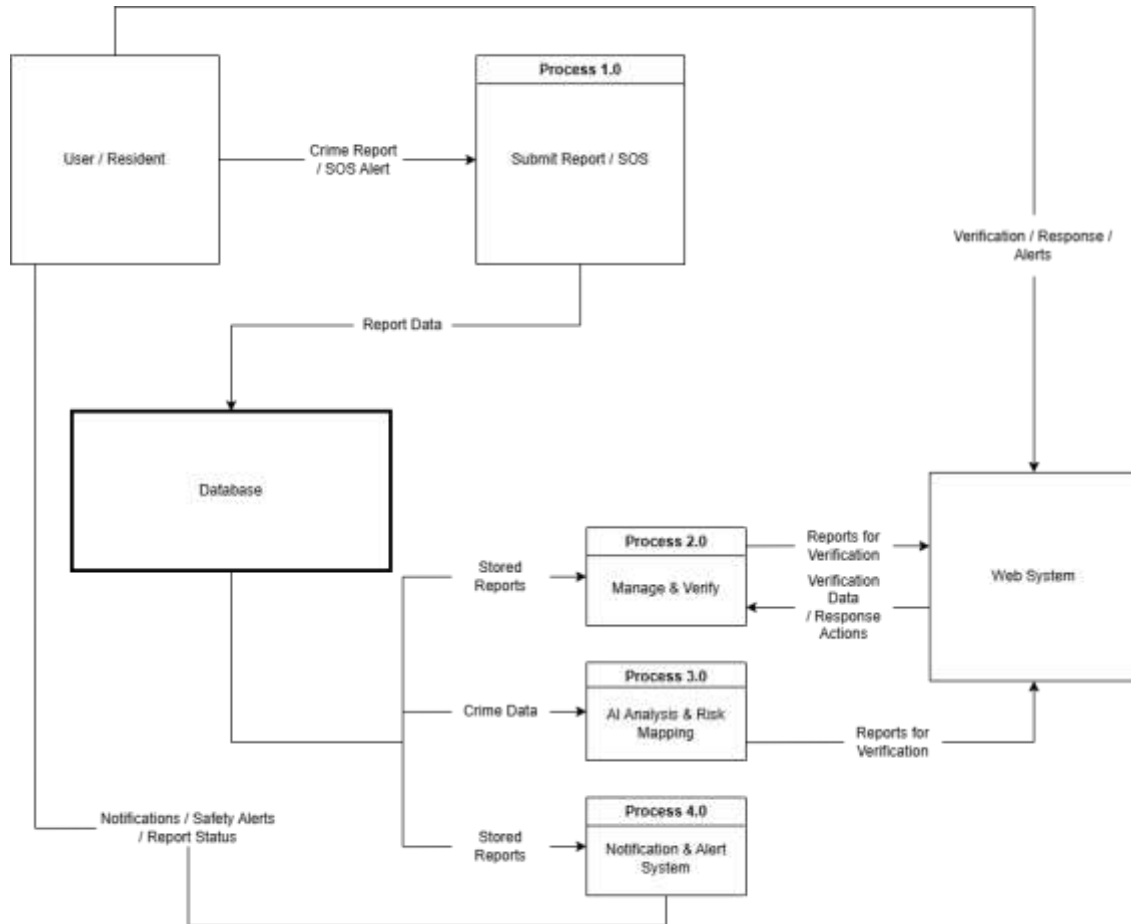 Process 1.0
User / Resident
Crime Report
/ SOS Alert
Submit Report / SOS
Verification / Response /
Alerts
Report Data
Database
Process 2.0
Stored
Reports
Manage & Verify
Reports for
Verification
Verification
Data
/ Response
Actions
Web System
Process 3.0
Crime Data
AI Analysis & Risk
Mapping
Reports for
Verification
Notifications / Safety Alerts
/ Report Status
Process 4.0
Stored
Reports
Notification & Alert
System